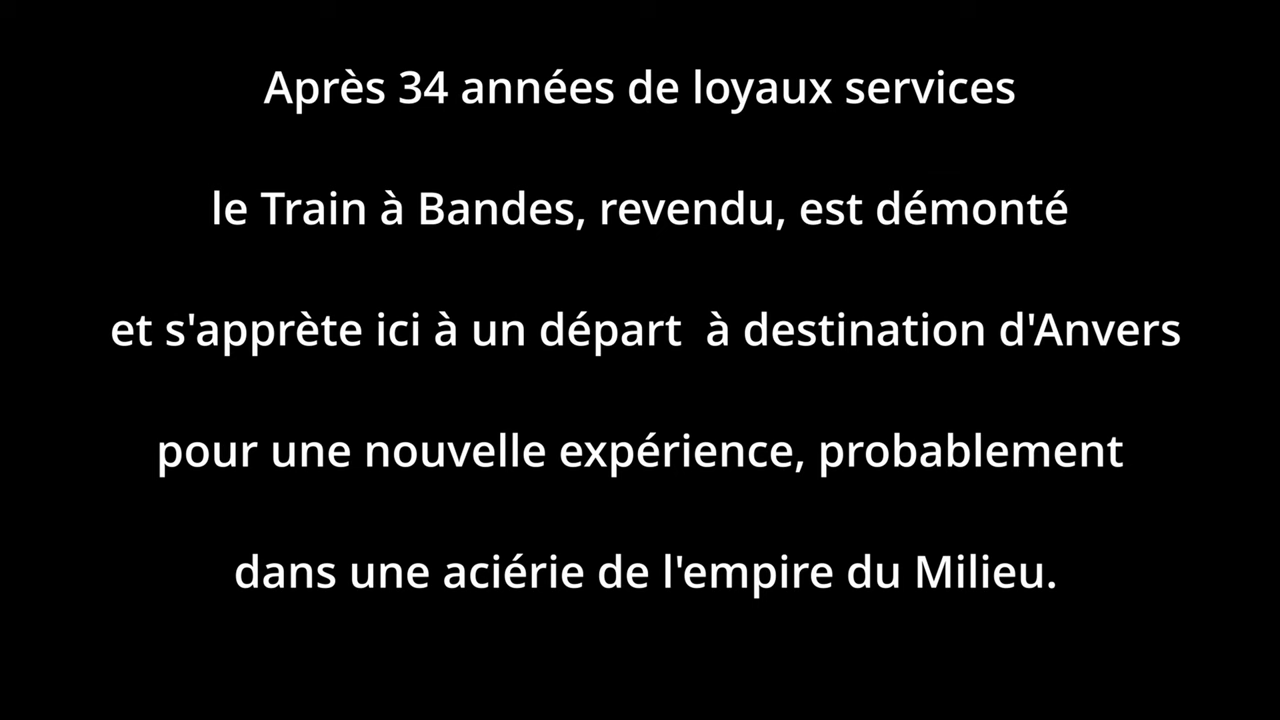 Après 34 années de loyaux services
le Train à Bandes, revendu, est démonté
et s'apprète ici à un départ  à destination d'Anvers
pour une nouvelle expérience, probablement
dans une aciérie de l'empire du Milieu.